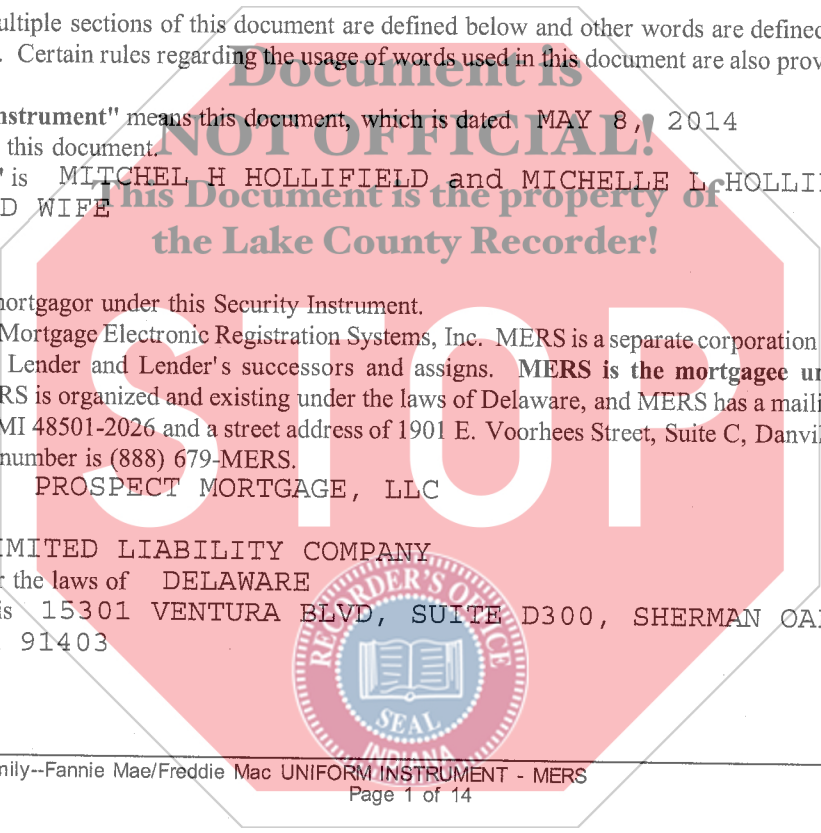 ultiple sections of this document are defined below and other words are defined
. Certain rules regarding the usage of words used in this document are also prov
Document is
nstrument" means this document, which is dated MAY 8, 2014
NOT OFFICIAL!
this document.
" is MITCHEL H HOLLIFIELD and MICHELLE L HOLLI
This Document is the property of
D WIFE
the Lake County Recorder!
mortgagor under this Security Instrument.
Mortgage Electronic Registration Systems, Inc. MERS is a separate corporation
Lender and Lender's successors and assigns. MERS is the mortgagee u
RS is organized and existing under the laws of Delaware, and MERS has a maili
MI 48501-2026 and a street address of 1901 E. Voorhees Street, Suite C, Danvi
number is (888) 679-MERS.
STOP
PROSPECT MORTGAGE, LLC
IMITED LIABILITY COMPANY
r the laws of DELAWARE
is 15301 VENTURA BLVD, SUITE D300, SHERMAN OA
91403
RECORDER'S OFFICE
SEAL
INDIANA
mily--Fannie Mae/Freddie Mac UNIFORM INSTRUMENT - MERS
Page 1 of 14